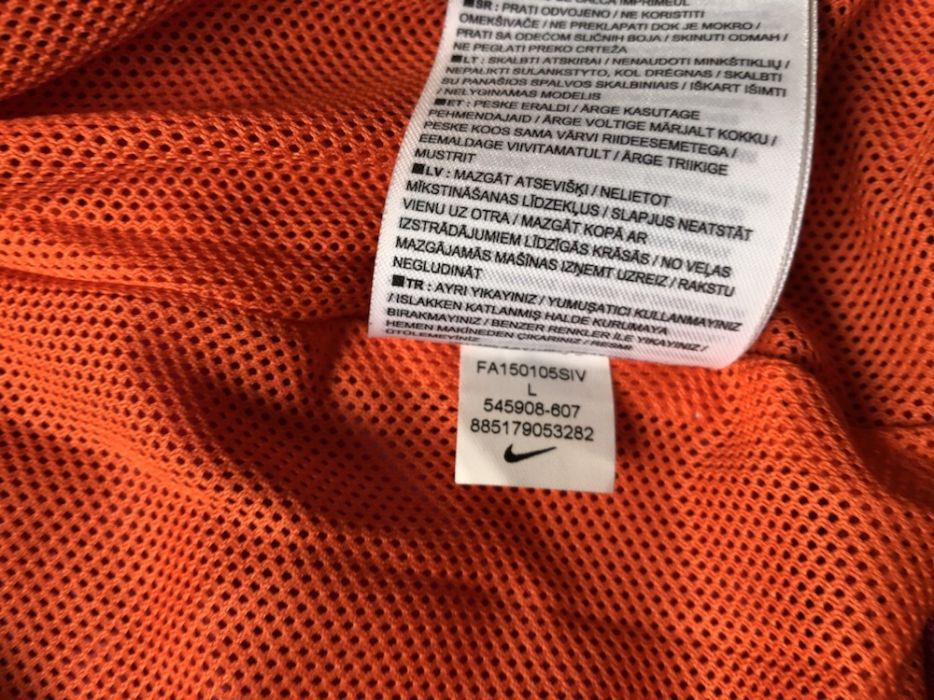 CALCA IMPRIMEUL
■SR : PRATI ODVOJENO / NE KORISTITI
OMEKŠIVAČE / NE PREKLAPATI DOK JE MOKRO /
PRATI SA ODEĆOM SLIČNIH BOJA / SKINUTI ODMAH /
NE PEGLATI PREKO CRTEŽA
■LT : SKALBTI ATSKIRAI / NENAUDOTI MINKŠTIKLIŲ /
NEPALIKTI SULANKSTYTO, KOL DRĖGNAS / SKALBTI
SU PANAŠIOS SPALVOS SKALBINIAIS / IŠKART IŠIMTI
/ NELYGINAMAS MODELIS
■ET : PESKE ERALDI / ÄRGE KASUTAGE
PEHMENDAJAID / ÄRGE VOLTIGE MÄRJALT KOKKU /
PESKE KOOS SAMA VÄRVI RIIDEESEMETEGA /
EEMALDAGE VIIVITAMATULT / ÄRGE TRIIKIGE
MUSTRIT
■LV : MAZGĀT ATSEVIŠĶI / NELIETOT
MĪKSTINĀŠANAS LĪDZEKĻUS / SLAPJUS NEATSTĀT
VIENU UZ OTRA / MAZGĀT KOPĀ AR
IZSTRĀDĀJUMIEM LĪDZĪGĀS KRĀSĀS / NO VEĻAS
MAZGĀJAMĀS MAŠĪNAS IZŅEMT UZREIZ / RAKSTU
NEGLUDINĀT
■TR : AYRI YIKAYINIZ / YUMUŞATICI KULLANMAYINIZ
/ ISLAKKEN KATLANMIŞ HALDE KURUMAYA
BIRAKMAYINIZ / BENZER RENKLER İLE YIKAYINIZ /
HEMEN MAKİNEDEN ÇIKARINIZ / RESMİ
ÜTÜLEMEYİNİZ
FA150105SIV
L
545908-607
885179053282